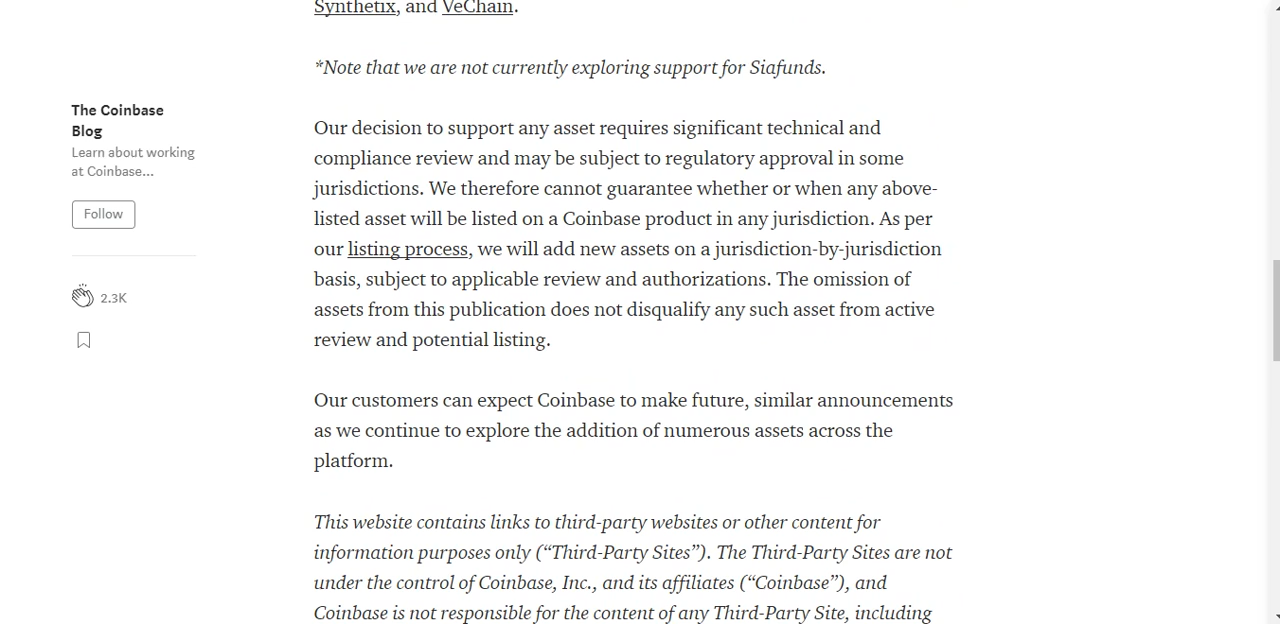 Synthetix, and VeChain.
*Note that we are not currently exploring support for Siafunds.
The Coinbase
Blog
Learn about working
at Coinbase...
Follow
2.3K
Our decision to support any asset requires significant technical and
compliance review and may be subject to regulatory approval in some
jurisdictions. We therefore cannot guarantee whether or when any above-
listed asset will be listed on a Coinbase product in any jurisdiction. As per
our listing process, we will add new assets on a jurisdiction-by-jurisdiction
basis, subject to applicable review and authorizations. The omission of
assets from this publication does not disqualify any such asset from active
review and potential listing.
Our customers can expect Coinbase to make future, similar announcements
as we continue to explore the addition of numerous assets across the
platform.
This website contains links to third-party websites or other content for
information purposes only (“Third-Party Sites”). The Third-Party Sites are not
under the control of Coinbase, Inc., and its affiliates (“Coinbase”), and
Coinbase is not responsible for the content of any Third-Party Site, including